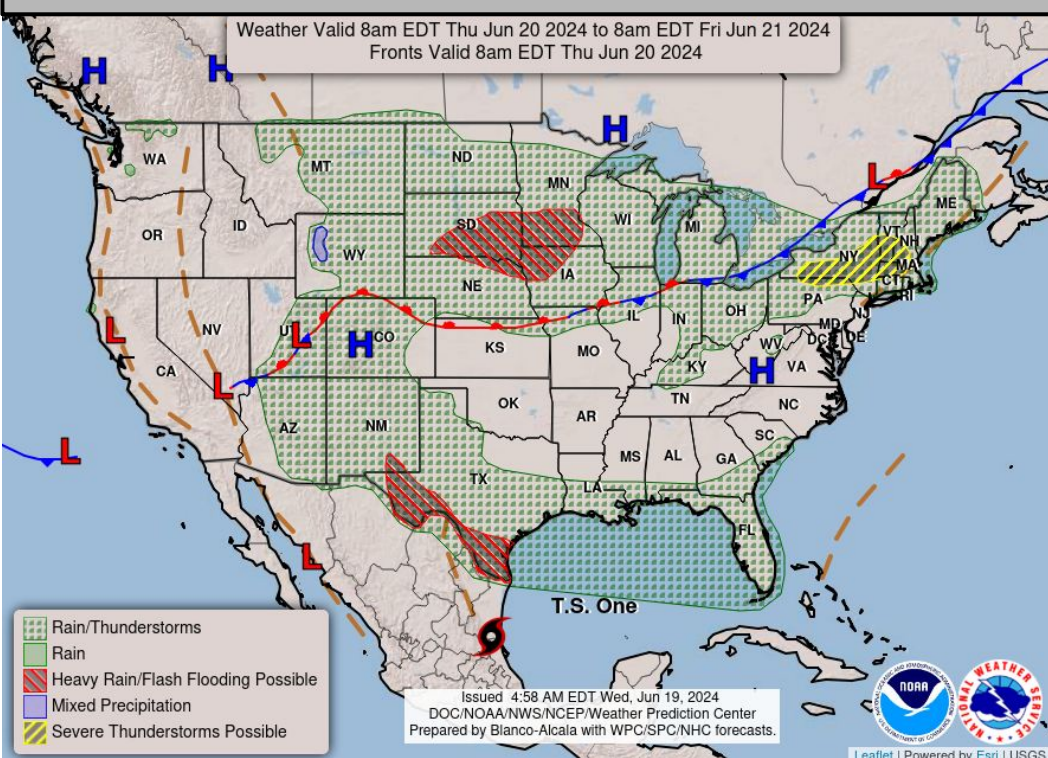 Weather Valid 8am EDT Thu Jun 20 2024 to 8am EDT Fri Jun 21 2024
Fronts Valid 8am EDT Thu Jun 20 2024
H
H
H
WA
MT
ND
MN
L
ME
OR
ID
WY
SD
WI
MI
VT
NH
NY
MA
CT
RI
NE
IA
PA
NJ
L
NV
UT
L
H
CO
IL
IN
OH
MD
DE
DC
WV
KS
MO
KY
H
VA
CA
L
AZ
NM
OK
AR
TN
NC
SC
L
TX
LA
MS
AL
GA
FL
L
T.S. One
Rain/Thunderstorms
Rain
Heavy Rain/Flash Flooding Possible
Mixed Precipitation
Severe Thunderstorms Possible
Issued 4:58 AM EDT Wed, Jun 19, 2024
DOC/NOAA/NWS/NCEP/Weather Prediction Center
Prepared by Blanco-Alcala with WPC/SPC/NHC forecasts.
NOAA
NATIONAL WEATHER SERVICE
Leaflet | Powered by Esri | USGS